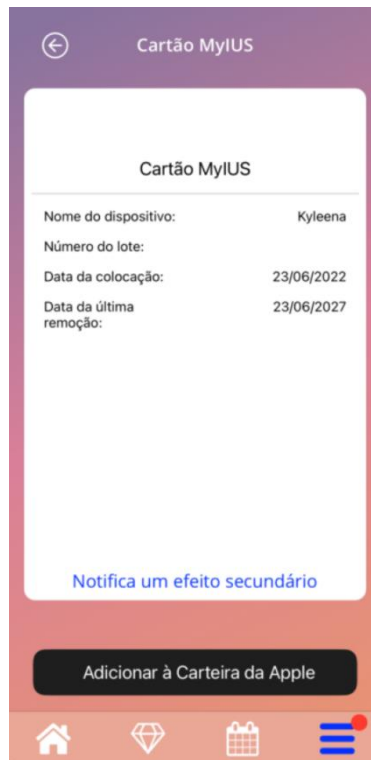 Cartão MyIUS
Cartão MyIUS
Nome do dispositivo: Kyleena
Número do lote:
Data da colocação: 23/06/2022
Data da última 23/06/2027
remoção:
Notifica um efeito secundário
Adicionar à Carteira da Apple